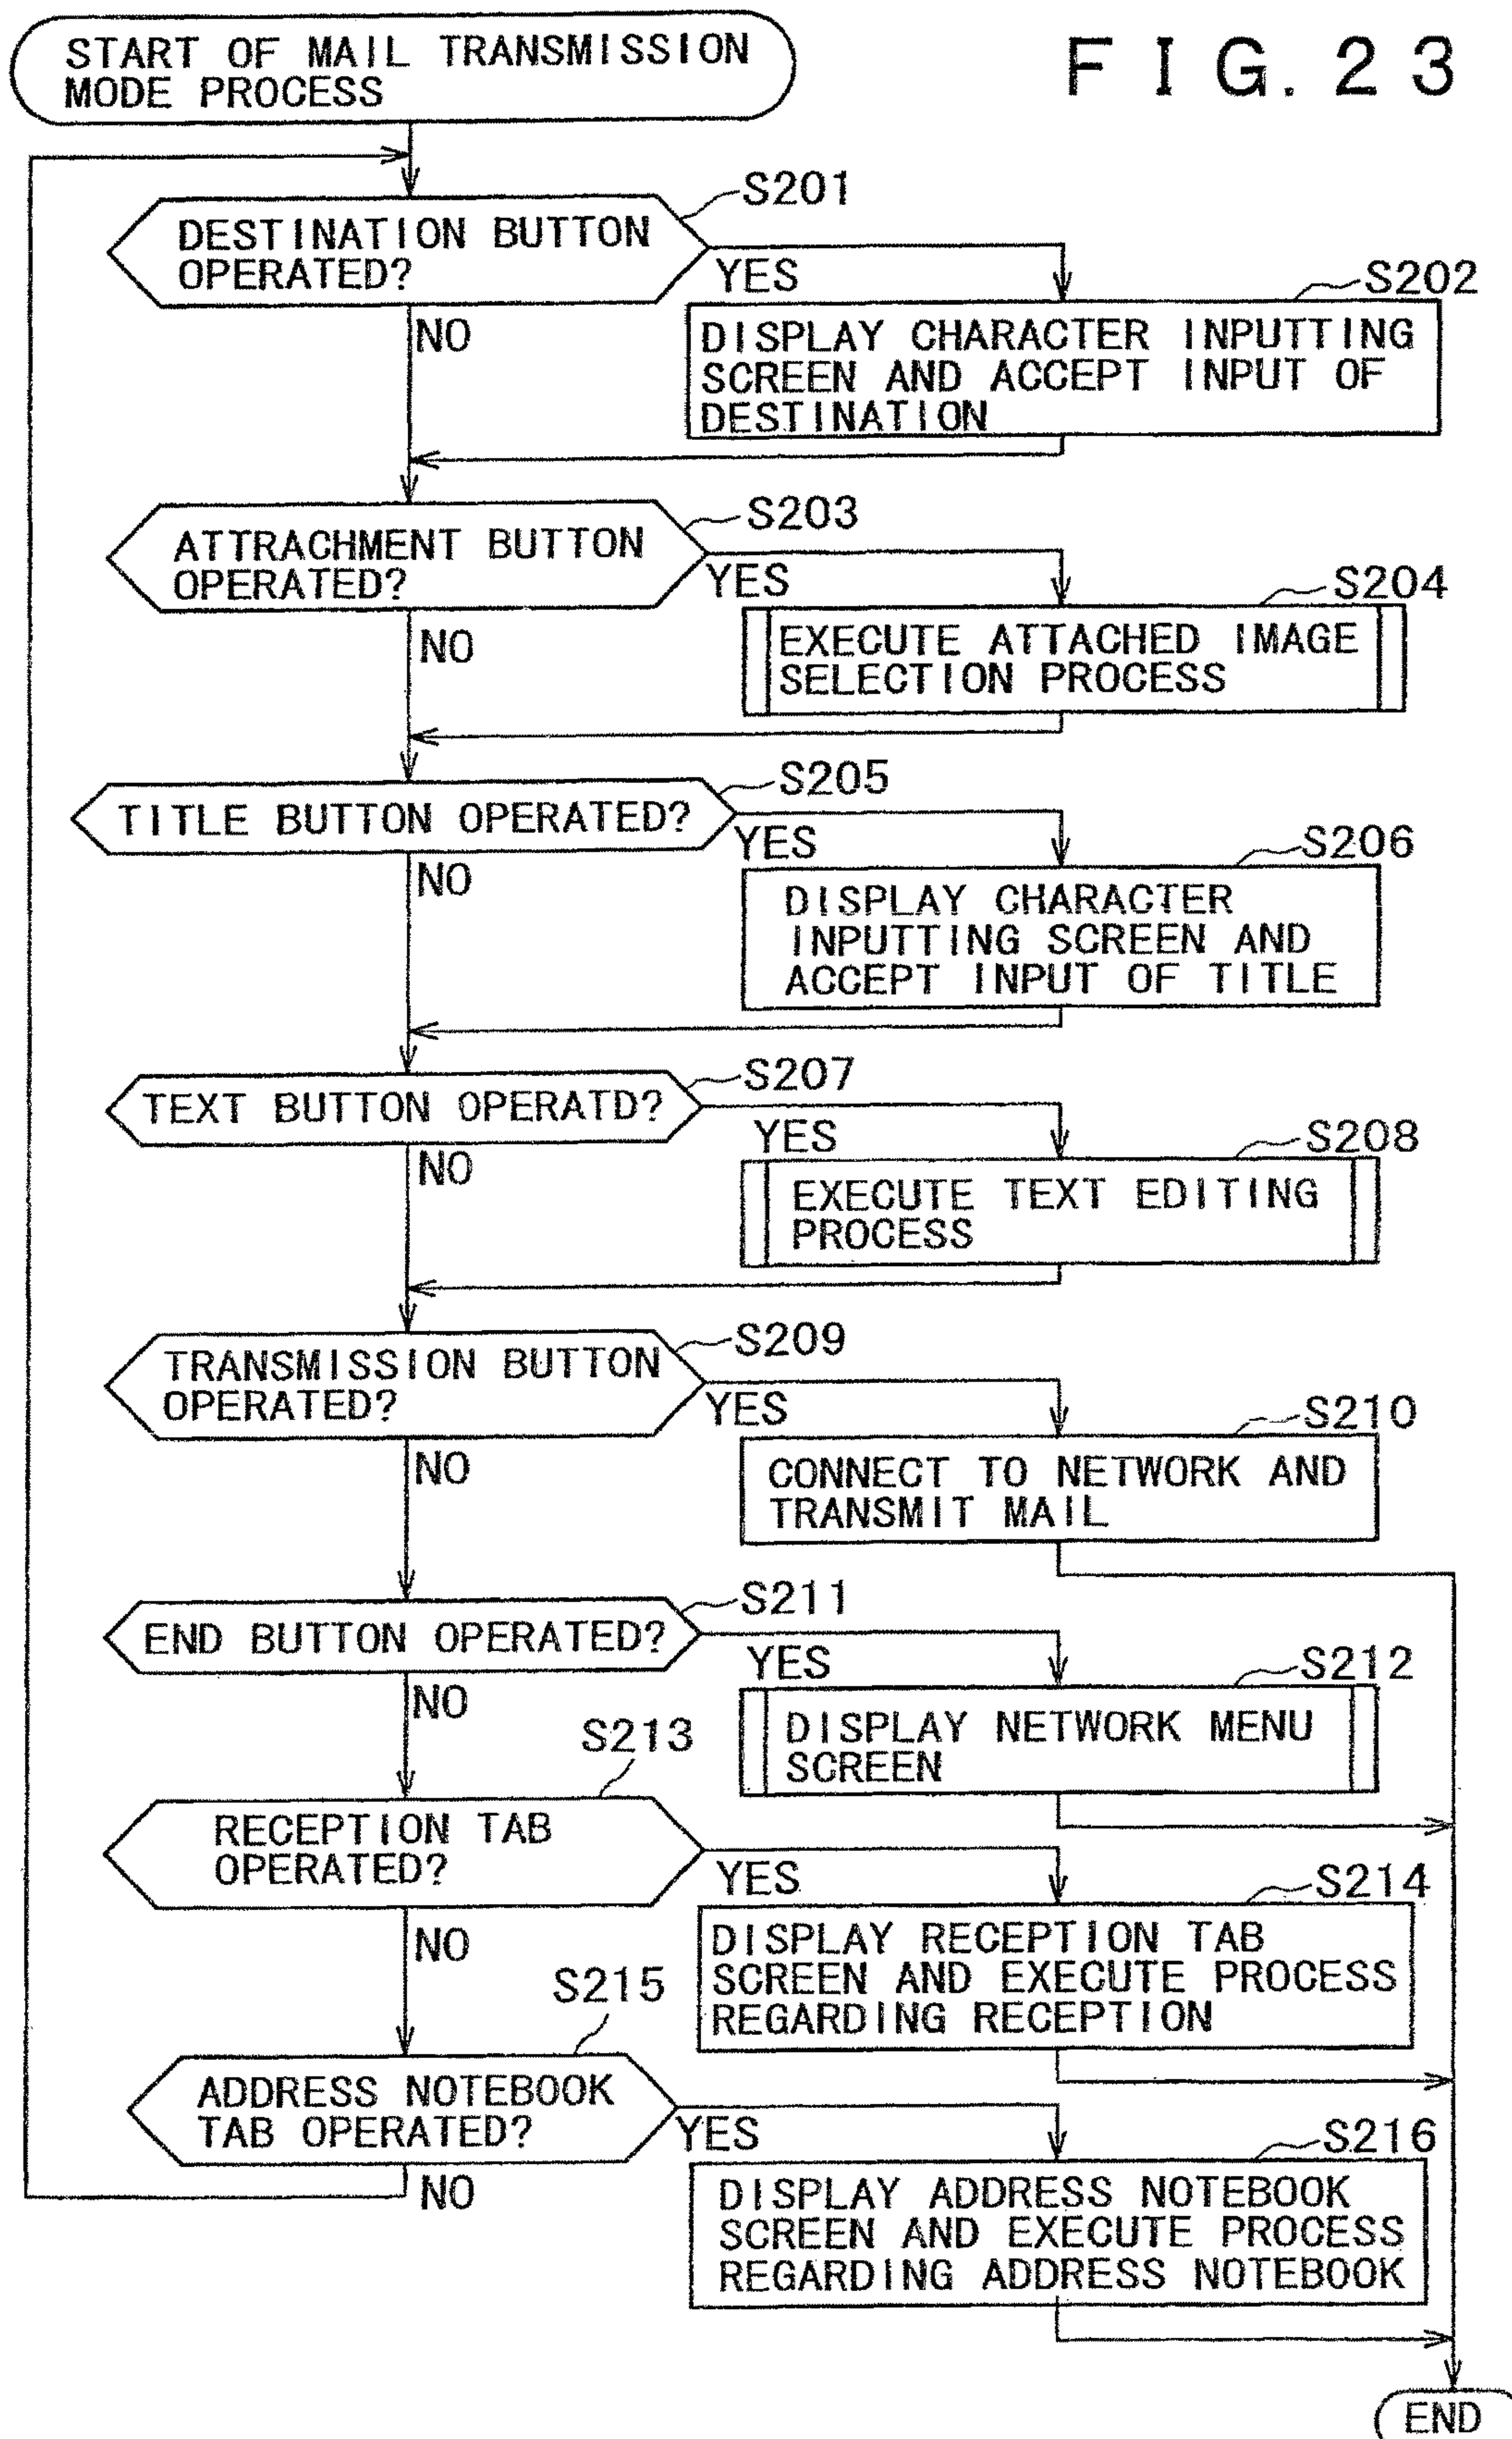 START OF MAIL TRANSMISSION
MODE PROCESS
FIG. 23
S201
DESTINATION BUTTON
OPERATED?
YES
NO
S202
DISPLAY CHARACTER INPUTTING
SCREEN AND ACCEPT INPUT OF
DESTINATION
S203
ATTRACHMENT BUTTON
OPERATED?
YES
NO
S204
EXECUTE ATTACHED IMAGE
SELECTION PROCESS
S205
TITLE BUTTON OPERATED?
YES
NO
S206
DISPLAY CHARACTER
INPUTTING SCREEN AND
ACCEPT INPUT OF TITLE
S207
TEXT BUTTON OPERATD?
YES
NO
S208
EXECUTE TEXT EDITING
PROCESS
S209
TRANSMISSION BUTTON
OPERATED?
YES
NO
S210
CONNECT TO NETWORK AND
TRANSMIT MAIL
S211
END BUTTON OPERATED?
YES
NO
S212
DISPLAY NETWORK MENU
SCREEN
S213
RECEPTION TAB
OPERATED?
YES
NO
S214
DISPLAY RECEPTION TAB
SCREEN AND EXECUTE PROCESS
REGARDING RECEPTION
S215
ADDRESS NOTEBOOK
TAB OPERATED?
YES
NO
S216
DISPLAY ADDRESS NOTEBOOK
SCREEN AND EXECUTE PROCESS
REGARDING ADDRESS NOTEBOOK
END